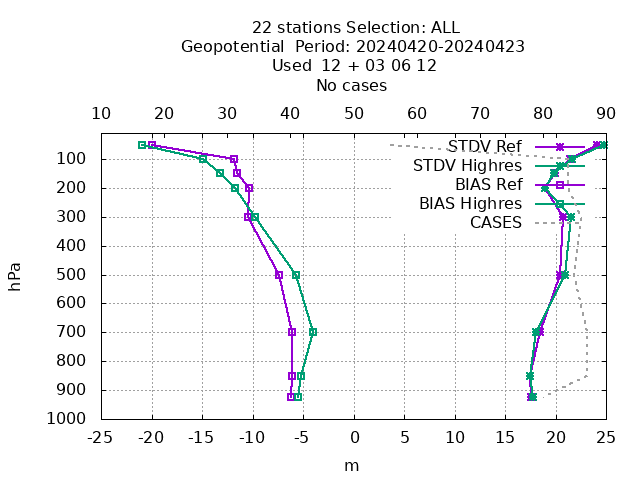 22 stations Selection: ALL
Geopotential  Period: 20240420-20240423
Used  12 + 03 06 12
No cases
10 20 30 40 50 60 70 80 90
STDV Ref
STDV Highres
BIAS Ref
BIAS Highres
CASES
hPa
100
200
300
400
500
600
700
800
900
1000
-25 -20 -15 -10 -5 0 5 10 15 20 25
m